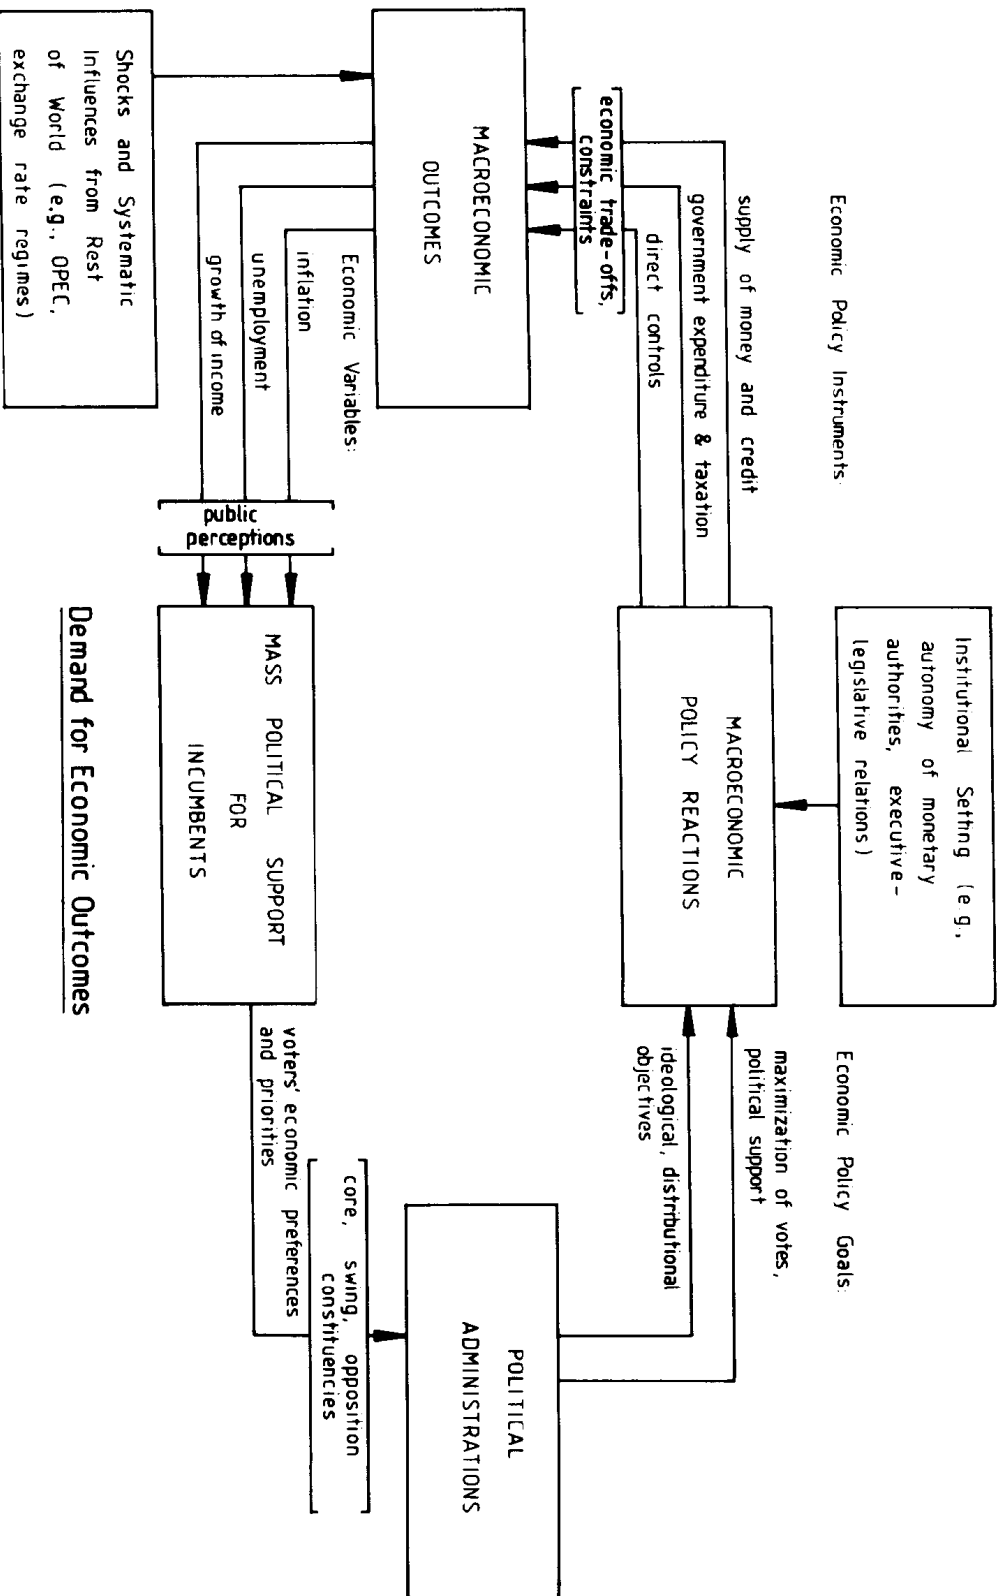 Institutional Setting (e.g.,
autonomy of monetary
authorities, executive-
legislative relations)
Economic Policy Instruments:
supply of money and credit
government expenditure & taxation
direct controls
economic trade-offs,
constraints
MACROECONOMIC
POLICY REACTIONS
Economic Policy Goals:
maximization of votes,
political support
ideological, distributional
objectives
MACROECONOMIC
OUTCOMES
POLITICAL
ADMINISTRATIONS
Economic Variables:
inflation
unemployment
growth of income
public
perceptions
MASS POLITICAL SUPPORT
FOR
INCUMBENTS
core, swing, opposition
constituencies
voters' economic preferences
and priorities
Shocks and Systematic
Influences from Rest
of World (e.g., OPEC,
exchange rate regimes)
Demand for Economic Outcomes